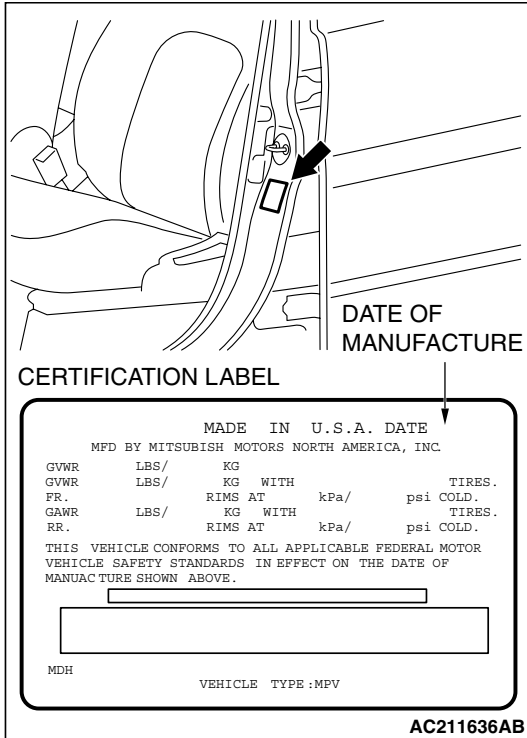 DATE OF
MANUFACTURE
CERTIFICATION LABEL
MADE IN U.S.A. DATE
MFD BY MITSUBISH MOTORS NORTH AMERICA, INC.
GVWR LBS/ KG
GVWR LBS/ KG WITH TIRES.
FR. RIMS AT kPa/ psi COLD.
GAWR LBS/ KG WITH TIRES.
RR. RIMS AT kPa/ psi COLD.
THIS VEHICLE CONFORMS TO ALL APPLICABLE FEDERAL MOTOR
VEHICLE SAFETY STANDARDS IN EFFECT ON THE DATE OF
MANUAC TURE SHOWN ABOVE.
MDH
VEHICLE TYPE :MPV
AC211636AB